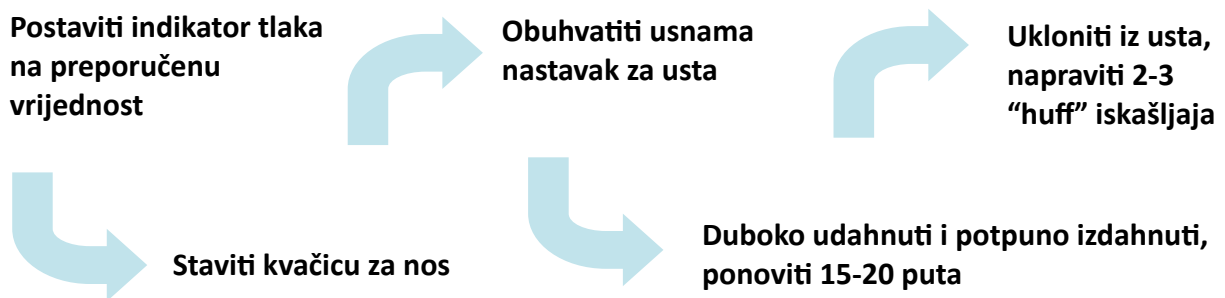 Postaviti indikator tlaka
na preporučenu
vrijednost
Staviti kvačicu za nos
Obuhvatiti usnama
nastavak za usta
Duboko udahnuti i potpuno izdahnuti,
ponoviti 15-20 puta
Ukloniti iz usta,
napraviti 2-3
“huff” iskašljaja